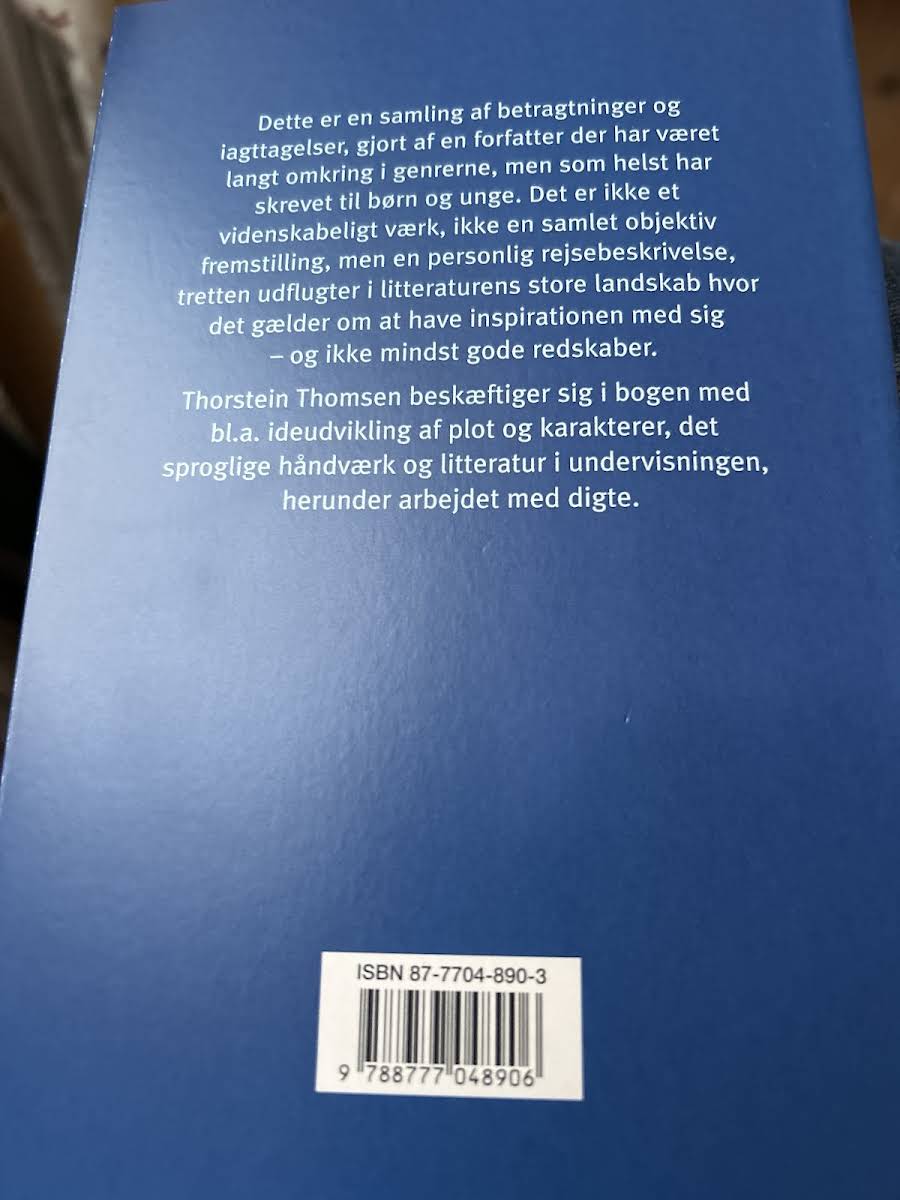 Dette er en samling af betragtninger og
iagttagelser, gjort af en forfatter der har været
langt omkring i genrerne, men som helst har
skrevet til børn og unge. Det er ikke et
videnskabeligt værk, ikke en samlet objektiv
fremstilling, men en personlig rejsebeskrivelse,
tretten udflugter i litteraturens store landskab hvor
det gælder om at have inspirationen med sig
– og ikke mindst gode redskaber.
Thorstein Thomsen beskæftiger sig i bogen med
bl.a. ideudvikling af plot og karakterer, det
sproglige håndværk og litteratur i undervisningen,
herunder arbejdet med digte.
ISBN 87-7704-890-3
9 788777 048906